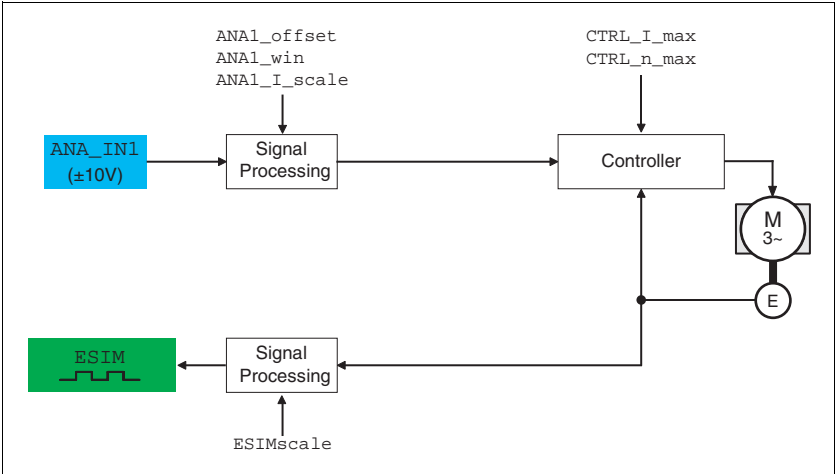 ANA1_offset
ANA1_win
ANA1_I_scale
CTRL_I_max
CTRL_n_max
ANA_IN1
(±10V)
Signal
Processing
Controller
M
3~
E
ESIM
Signal
Processing
ESIMscale